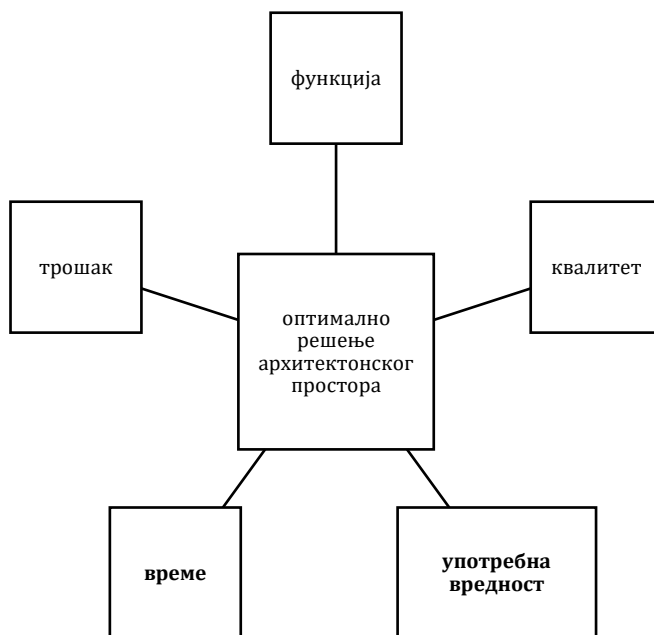 функција
трошак
квалитет
оптимално
решење
архитектонског
простора
време
употребна
вредност